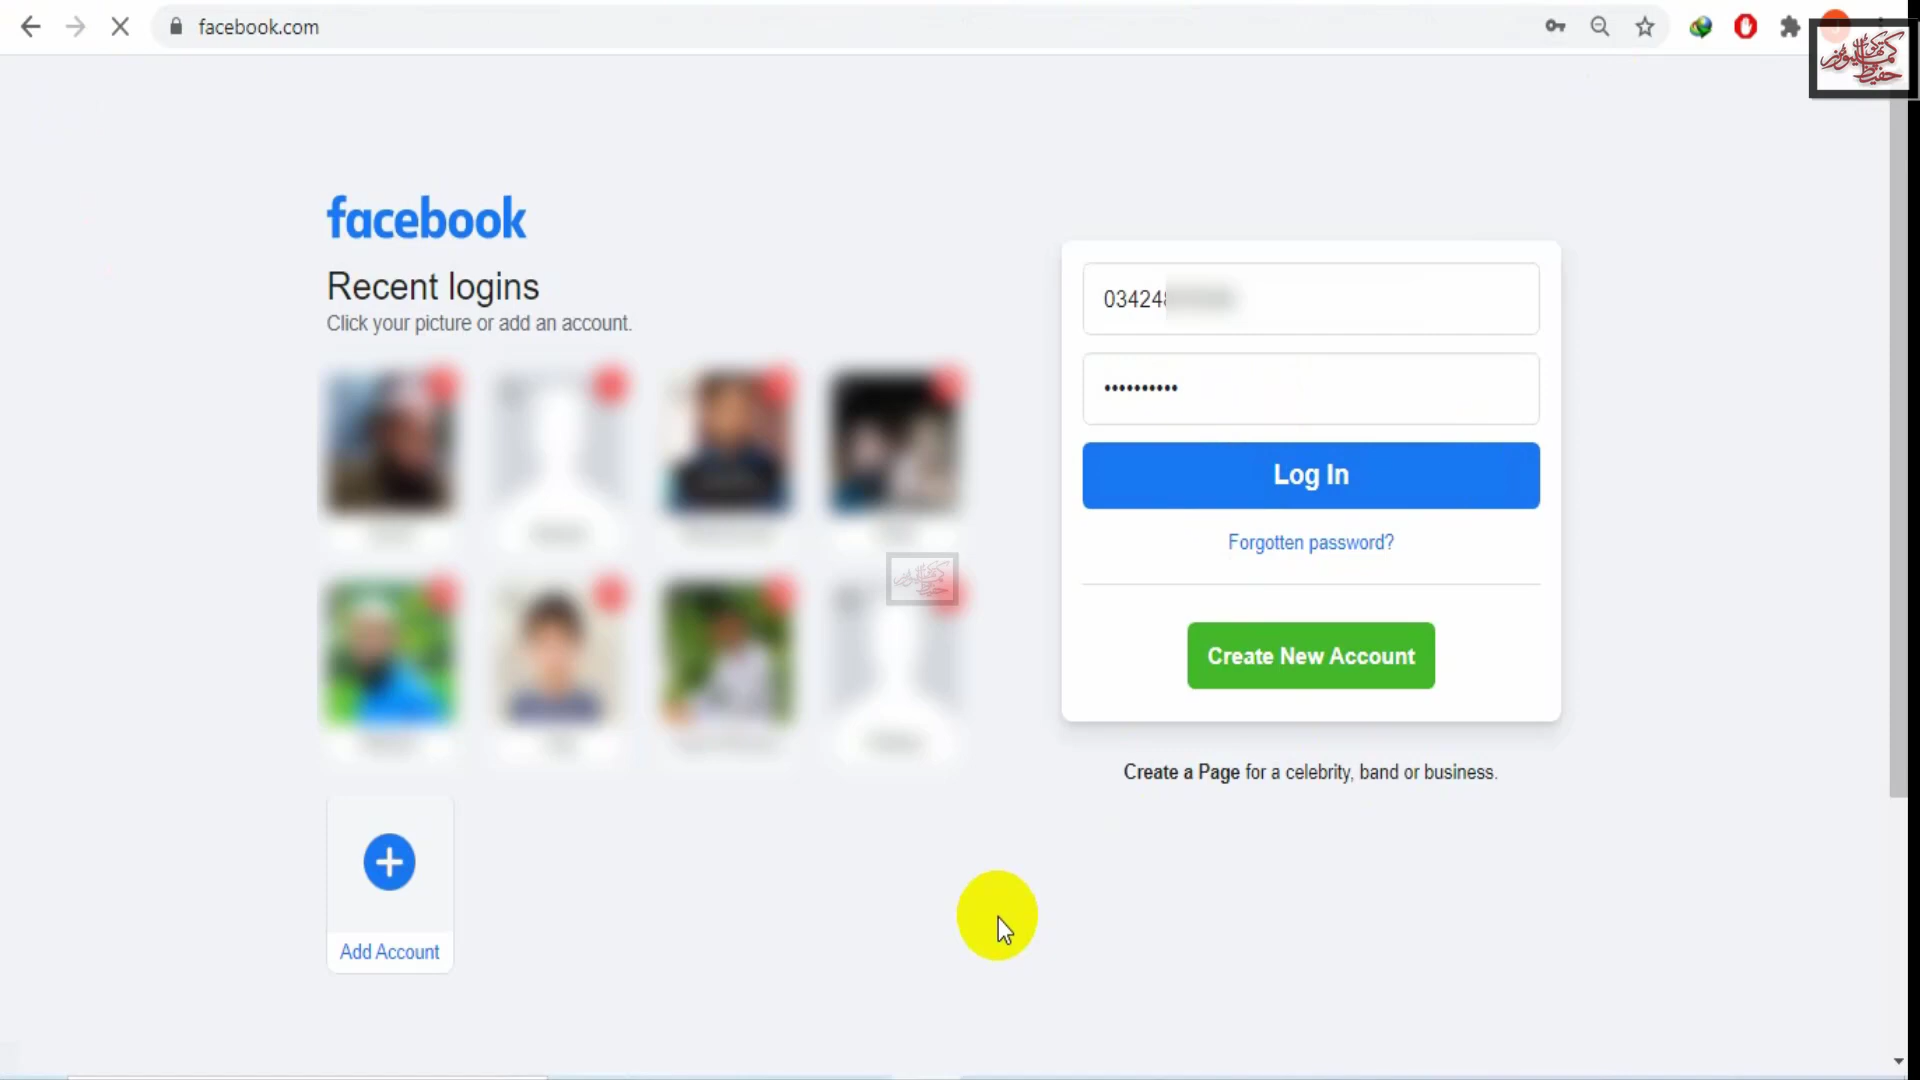 facebook.com
facebook
Recent logins
Click your picture or add an account.
Add Account
03424
••••••••••
Log In
Forgotten password?
Create New Account
Create a Page for a celebrity, band or business.